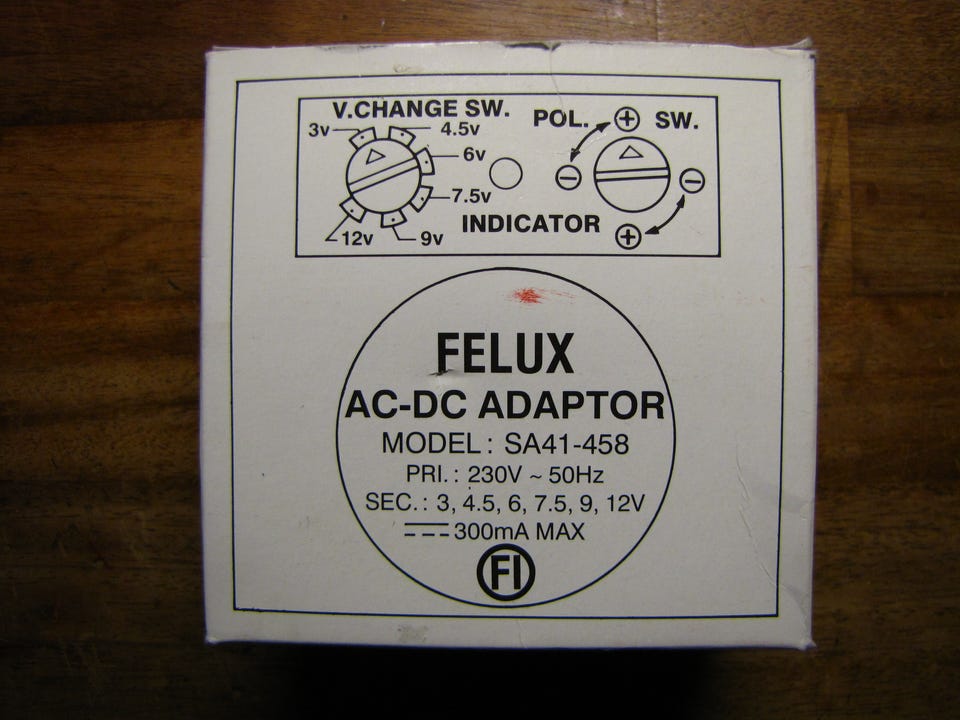 V.CHANGE SW.
3v
4.5v
6v
7.5v
9v
12v
INDICATOR
POL. + SW.
− −
+
FELUX
AC-DC ADAPTOR
MODEL : SA41-458
PRI. : 230V ~ 50Hz
SEC. : 3, 4.5, 6, 7.5, 9, 12V
⎓ 300mA MAX
FI